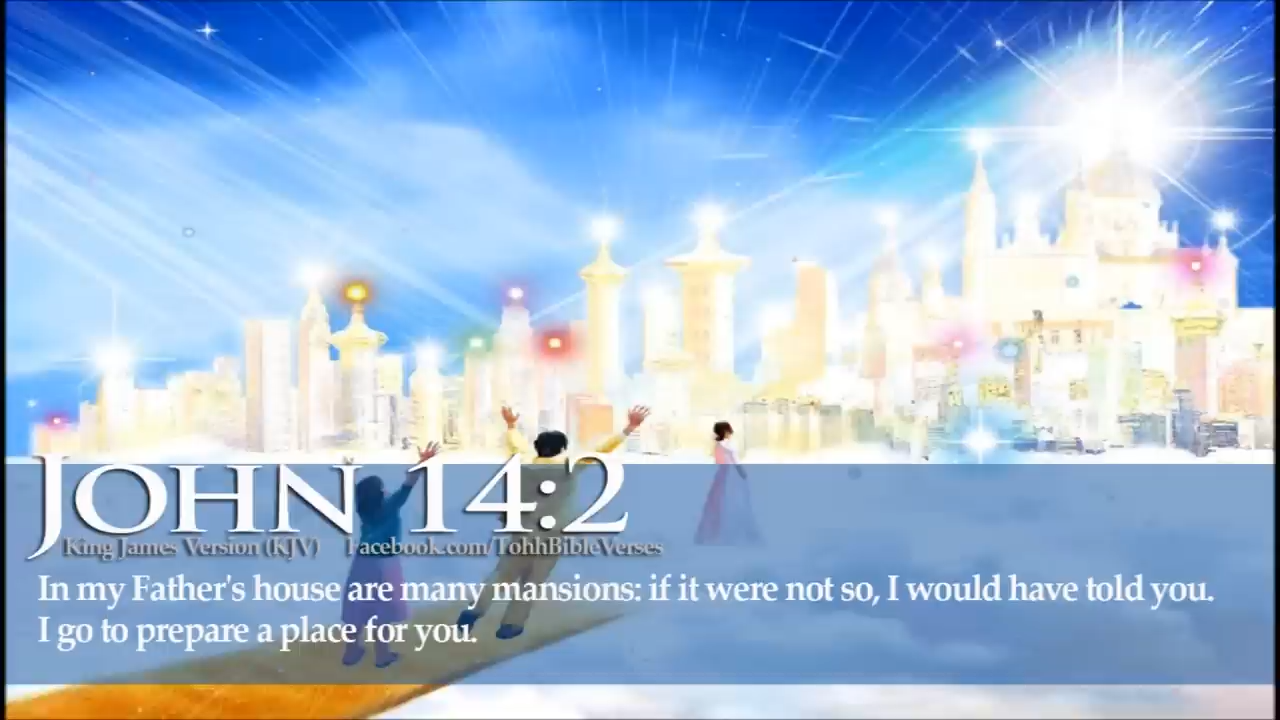 John 14:2
King James Version (KJV) Facebook.com/TohhBibleVerses
In my Father's house are many mansions: if it were not so, I would have told you.
I go to prepare a place for you.